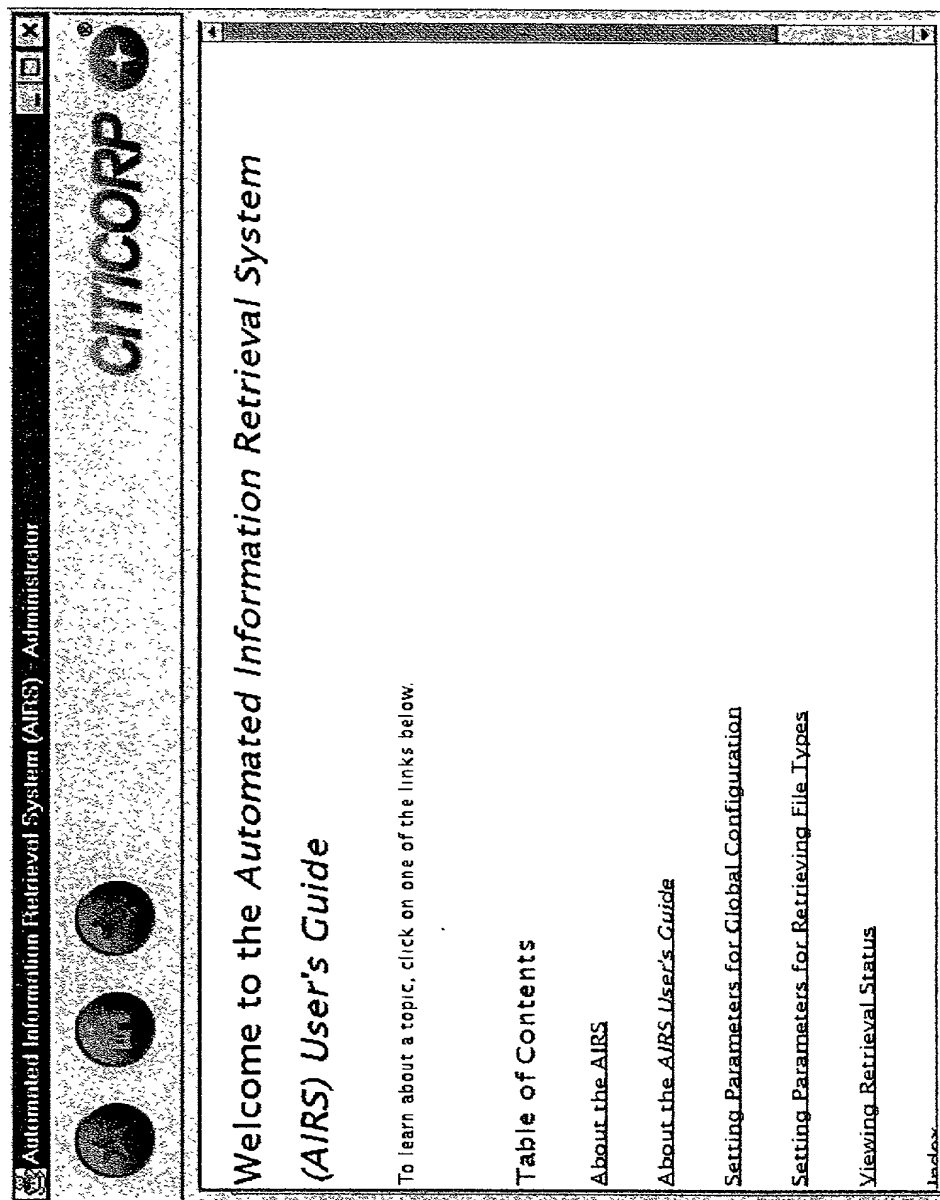 Automated Information Retrieval System (AIRS) - Administrator
CITICORP ®
Welcome to the Automated Information Retrieval System
(AIRS) User's Guide
To learn about a topic, click on one of the links below.
Table of Contents
About the AIRS
About the AIRS User's Guide
Setting Parameters for Global Configuration
Setting Parameters for Retrieving File Types
Viewing Retrieval Status
Index